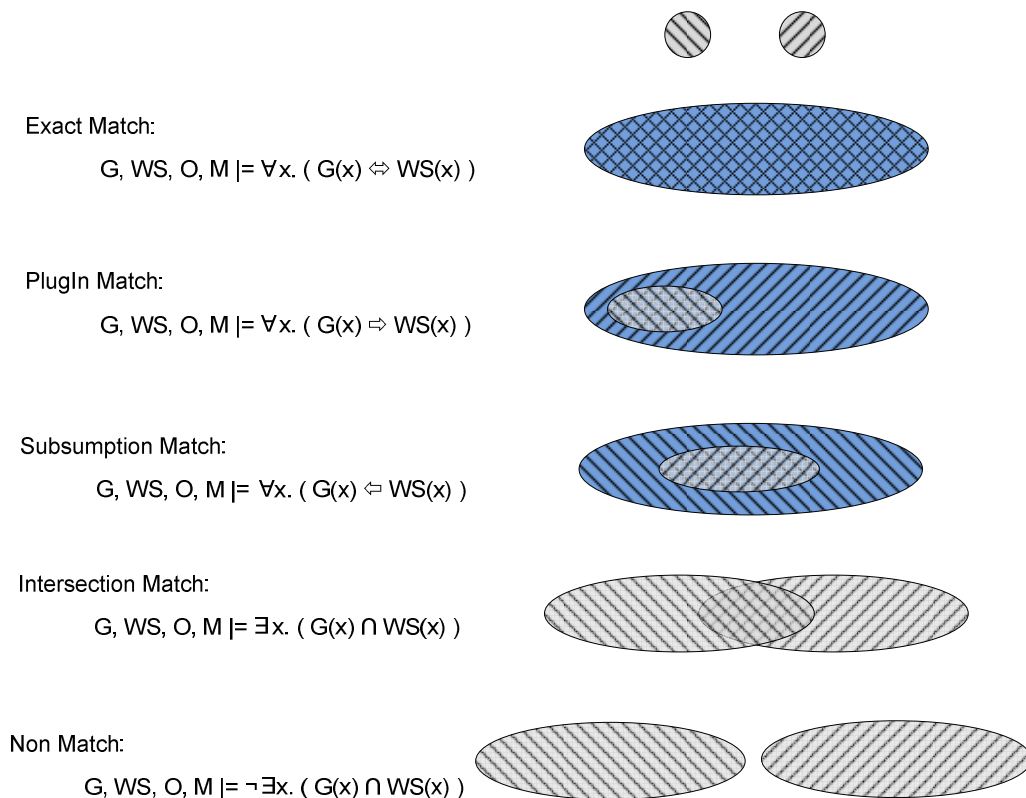 Exact Match:
G, WS, O, M |= ∀x. ( G(x) ⇔ WS(x) )
PlugIn Match:
G, WS, O, M |= ∀x. ( G(x) ⇨ WS(x) )
Subsumption Match:
G, WS, O, M |= ∀x. ( G(x) ⇦ WS(x) )
Intersection Match:
G, WS, O, M |= ∃x. ( G(x) ∩ WS(x) )
Non Match:
G, WS, O, M |= ¬∃x. ( G(x) ∩ WS(x) )